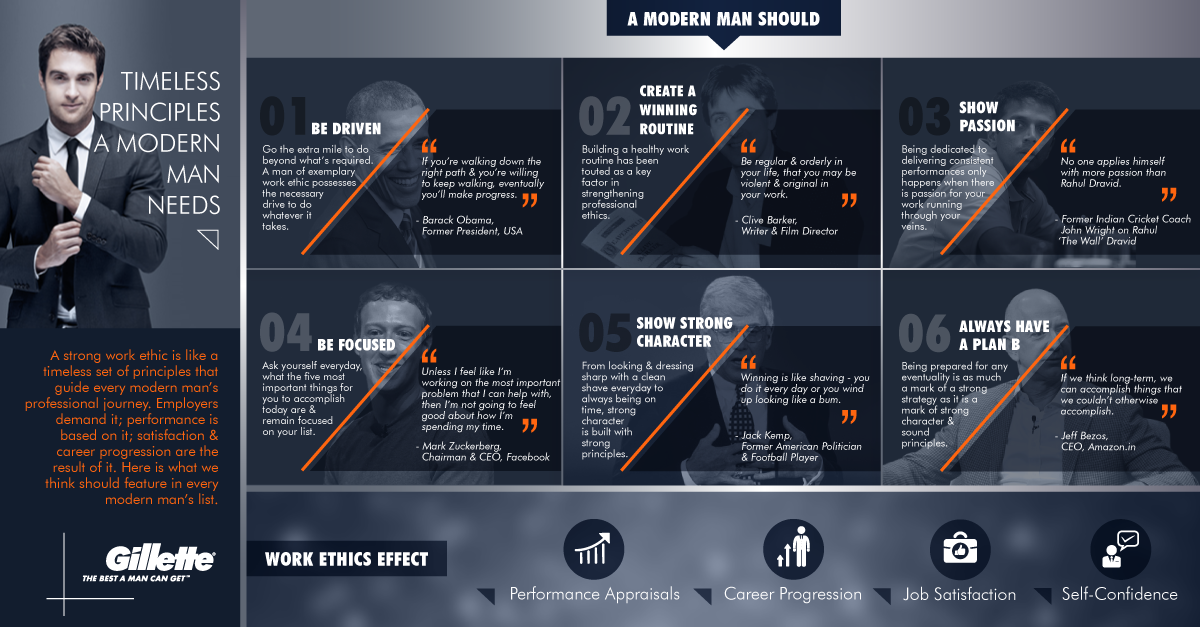 TIMELESS
PRINCIPLES
A MODERN
MAN
NEEDS
A strong work ethic is like a
timeless set of principles that
guide every modern man's
professional journey. Employers
demand it; performance is
based on it; satisfaction &
career progression are the
result of it. Here is what we
think should feature in every
modern man's list.
Gillette®
THE BEST A MAN CAN GET™
A MODERN MAN SHOULD
01
BE DRIVEN
Go the extra mile to do
beyond what's required.
A man of exemplary
work ethic possesses
the necessary
drive to do
whatever it
takes.
“
If you're walking down the
right path & you're willing
to keep walking, eventually
you'll make progress. ”
- Barack Obama,
Former President, USA
02
CREATE A
WINNING
ROUTINE
Building a healthy work
routine has been
touted as a key
factor in
strengthening
professional
ethics.
“
Be regular & orderly in
your life, that you may be
violent & original in
your work. ”
- Clive Barker,
Writer & Film Director
03
SHOW
PASSION
Being dedicated to
delivering consistent
performances only
happens when there
is passion for your
work running
through your
veins.
“
No one applies himself
with more passion than
Rahul Dravid. ”
- Former Indian Cricket Coach
John Wright on Rahul
'The Wall' Dravid
04
BE FOCUSED
Ask yourself everyday,
what the five most
important things for
you to accomplish
today are &
remain focused
on your list.
“
Unless I feel like I'm
working on the most important
problem that I can help with,
then I'm not going to feel
good about how I'm
spending my time. ”
- Mark Zuckerberg,
Chairman & CEO, Facebook
05
SHOW STRONG
CHARACTER
From looking & dressing
sharp with a clean
shave everyday to
always being on
time, strong
character
is built with
strong
principles.
“
Winning is like shaving - you
do it every day or you wind
up looking like a bum.
”
- Jack Kemp,
Former American Politician
& Football Player
06
ALWAYS HAVE
A PLAN B
Being prepared for any
eventuality is as much
a mark of a strong
strategy as it is a
mark of strong
character &
sound
principles.
“
If we think long-term, we
can accomplish things that
we couldn't otherwise
accomplish. ”
- Jeff Bezos,
CEO, Amazon.in
WORK ETHICS EFFECT
Performance Appraisals
Career Progression
Job Satisfaction
Self-Confidence